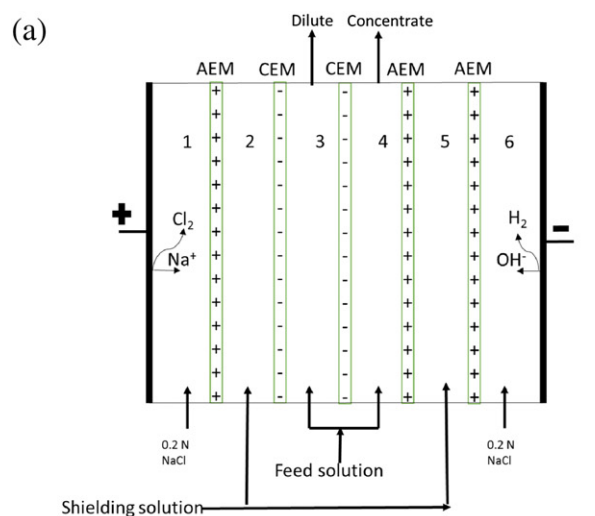 (a)
Dilute Concentrate
AEM CEM CEM AEM AEM
1 2 3 4 5 6
+ Cl₂ H₂ -
Na⁺ OH⁻
0.2 N
NaCl
0.2 N
NaCl
Feed solution
Shielding solution